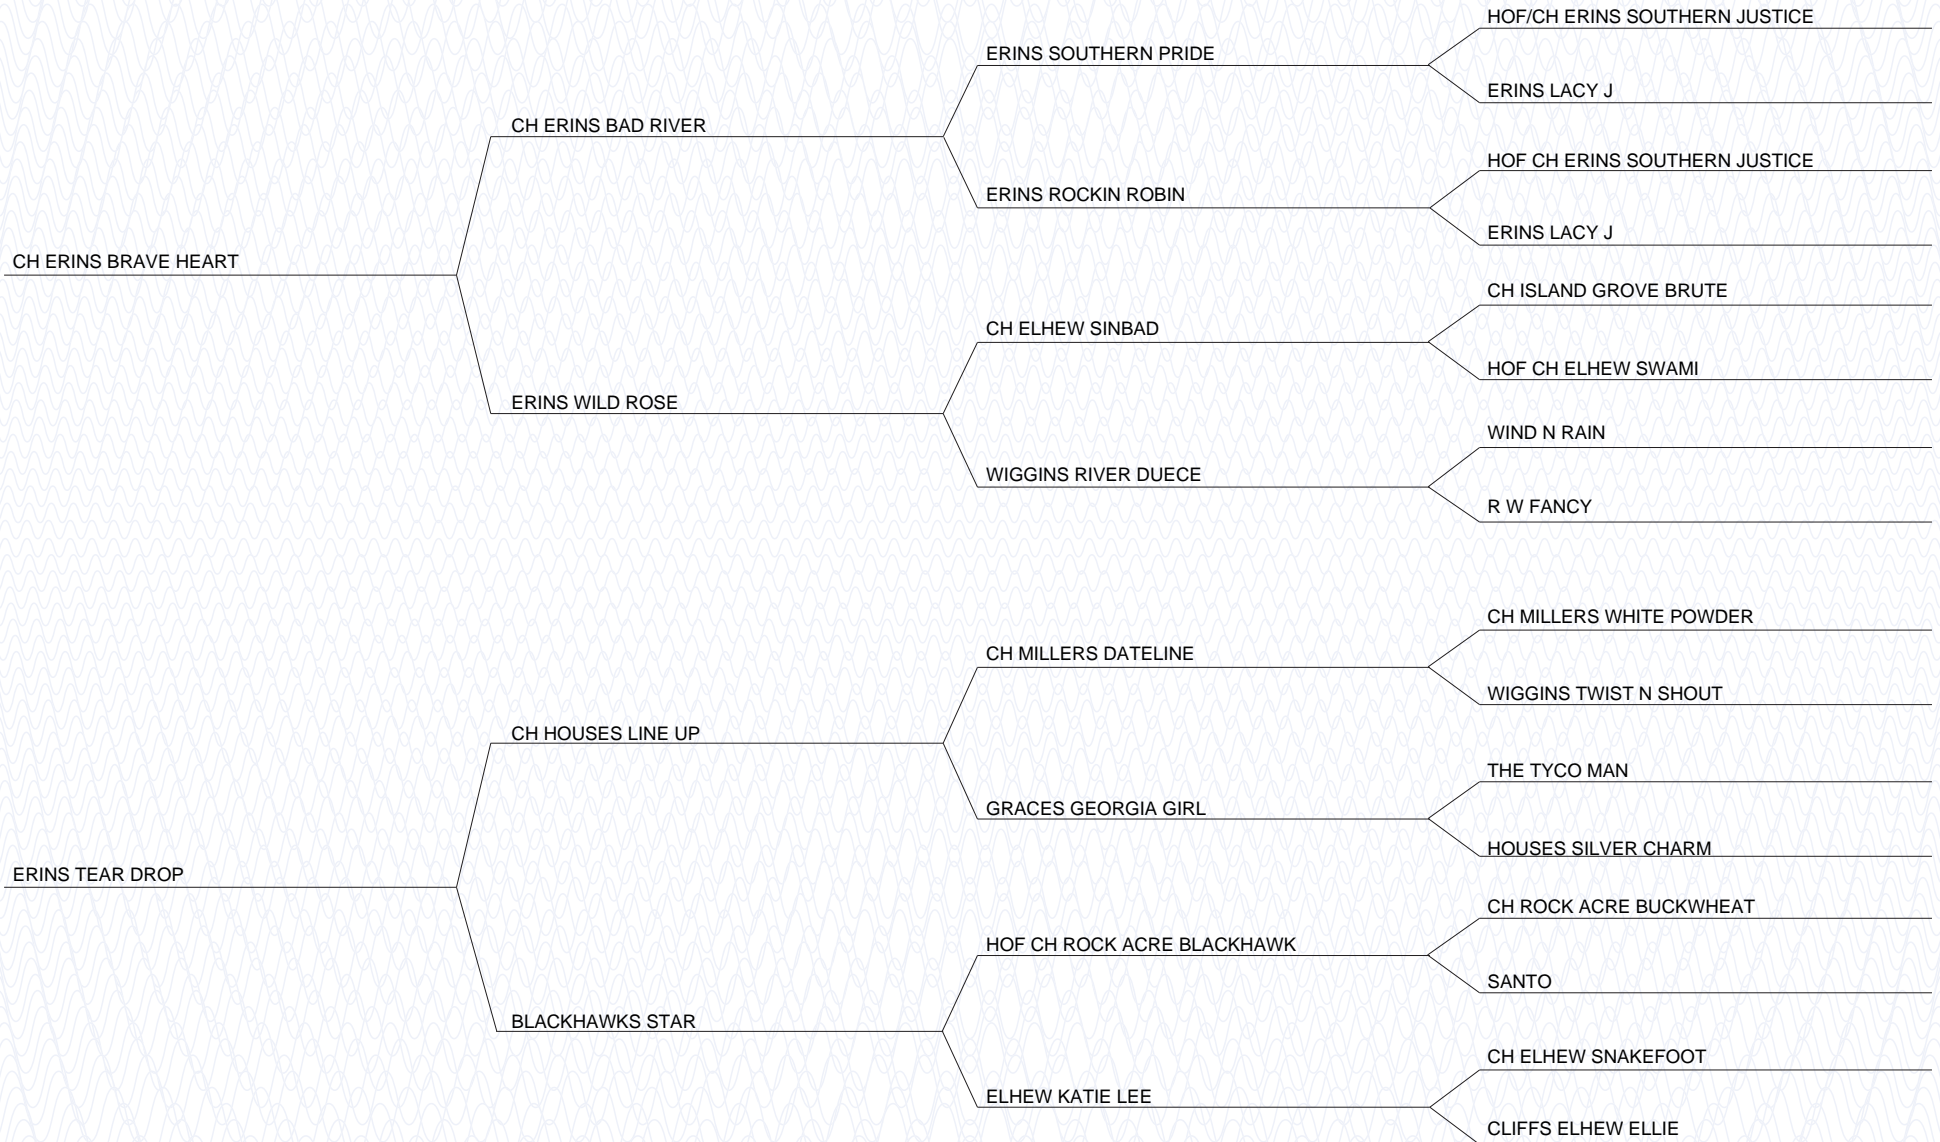 HOF/CH ERINS SOUTHERN JUSTICE
ERINS SOUTHERN PRIDE
ERINS LACY J
CH ERINS BAD RIVER
HOF CH ERINS SOUTHERN JUSTICE
ERINS ROCKIN ROBIN
ERINS LACY J
CH ERINS BRAVE HEART
CH ISLAND GROVE BRUTE
CH ELHEW SINBAD
HOF CH ELHEW SWAMI
ERINS WILD ROSE
WIND N RAIN
WIGGINS RIVER DUECE
R W FANCY
CH MILLERS WHITE POWDER
CH MILLERS DATELINE
WIGGINS TWIST N SHOUT
CH HOUSES LINE UP
THE TYCO MAN
GRACES GEORGIA GIRL
HOUSES SILVER CHARM
ERINS TEAR DROP
CH ROCK ACRE BUCKWHEAT
HOF CH ROCK ACRE BLACKHAWK
SANTO
BLACKHAWKS STAR
CH ELHEW SNAKEFOOT
ELHEW KATIE LEE
CLIFFS ELHEW ELLIE